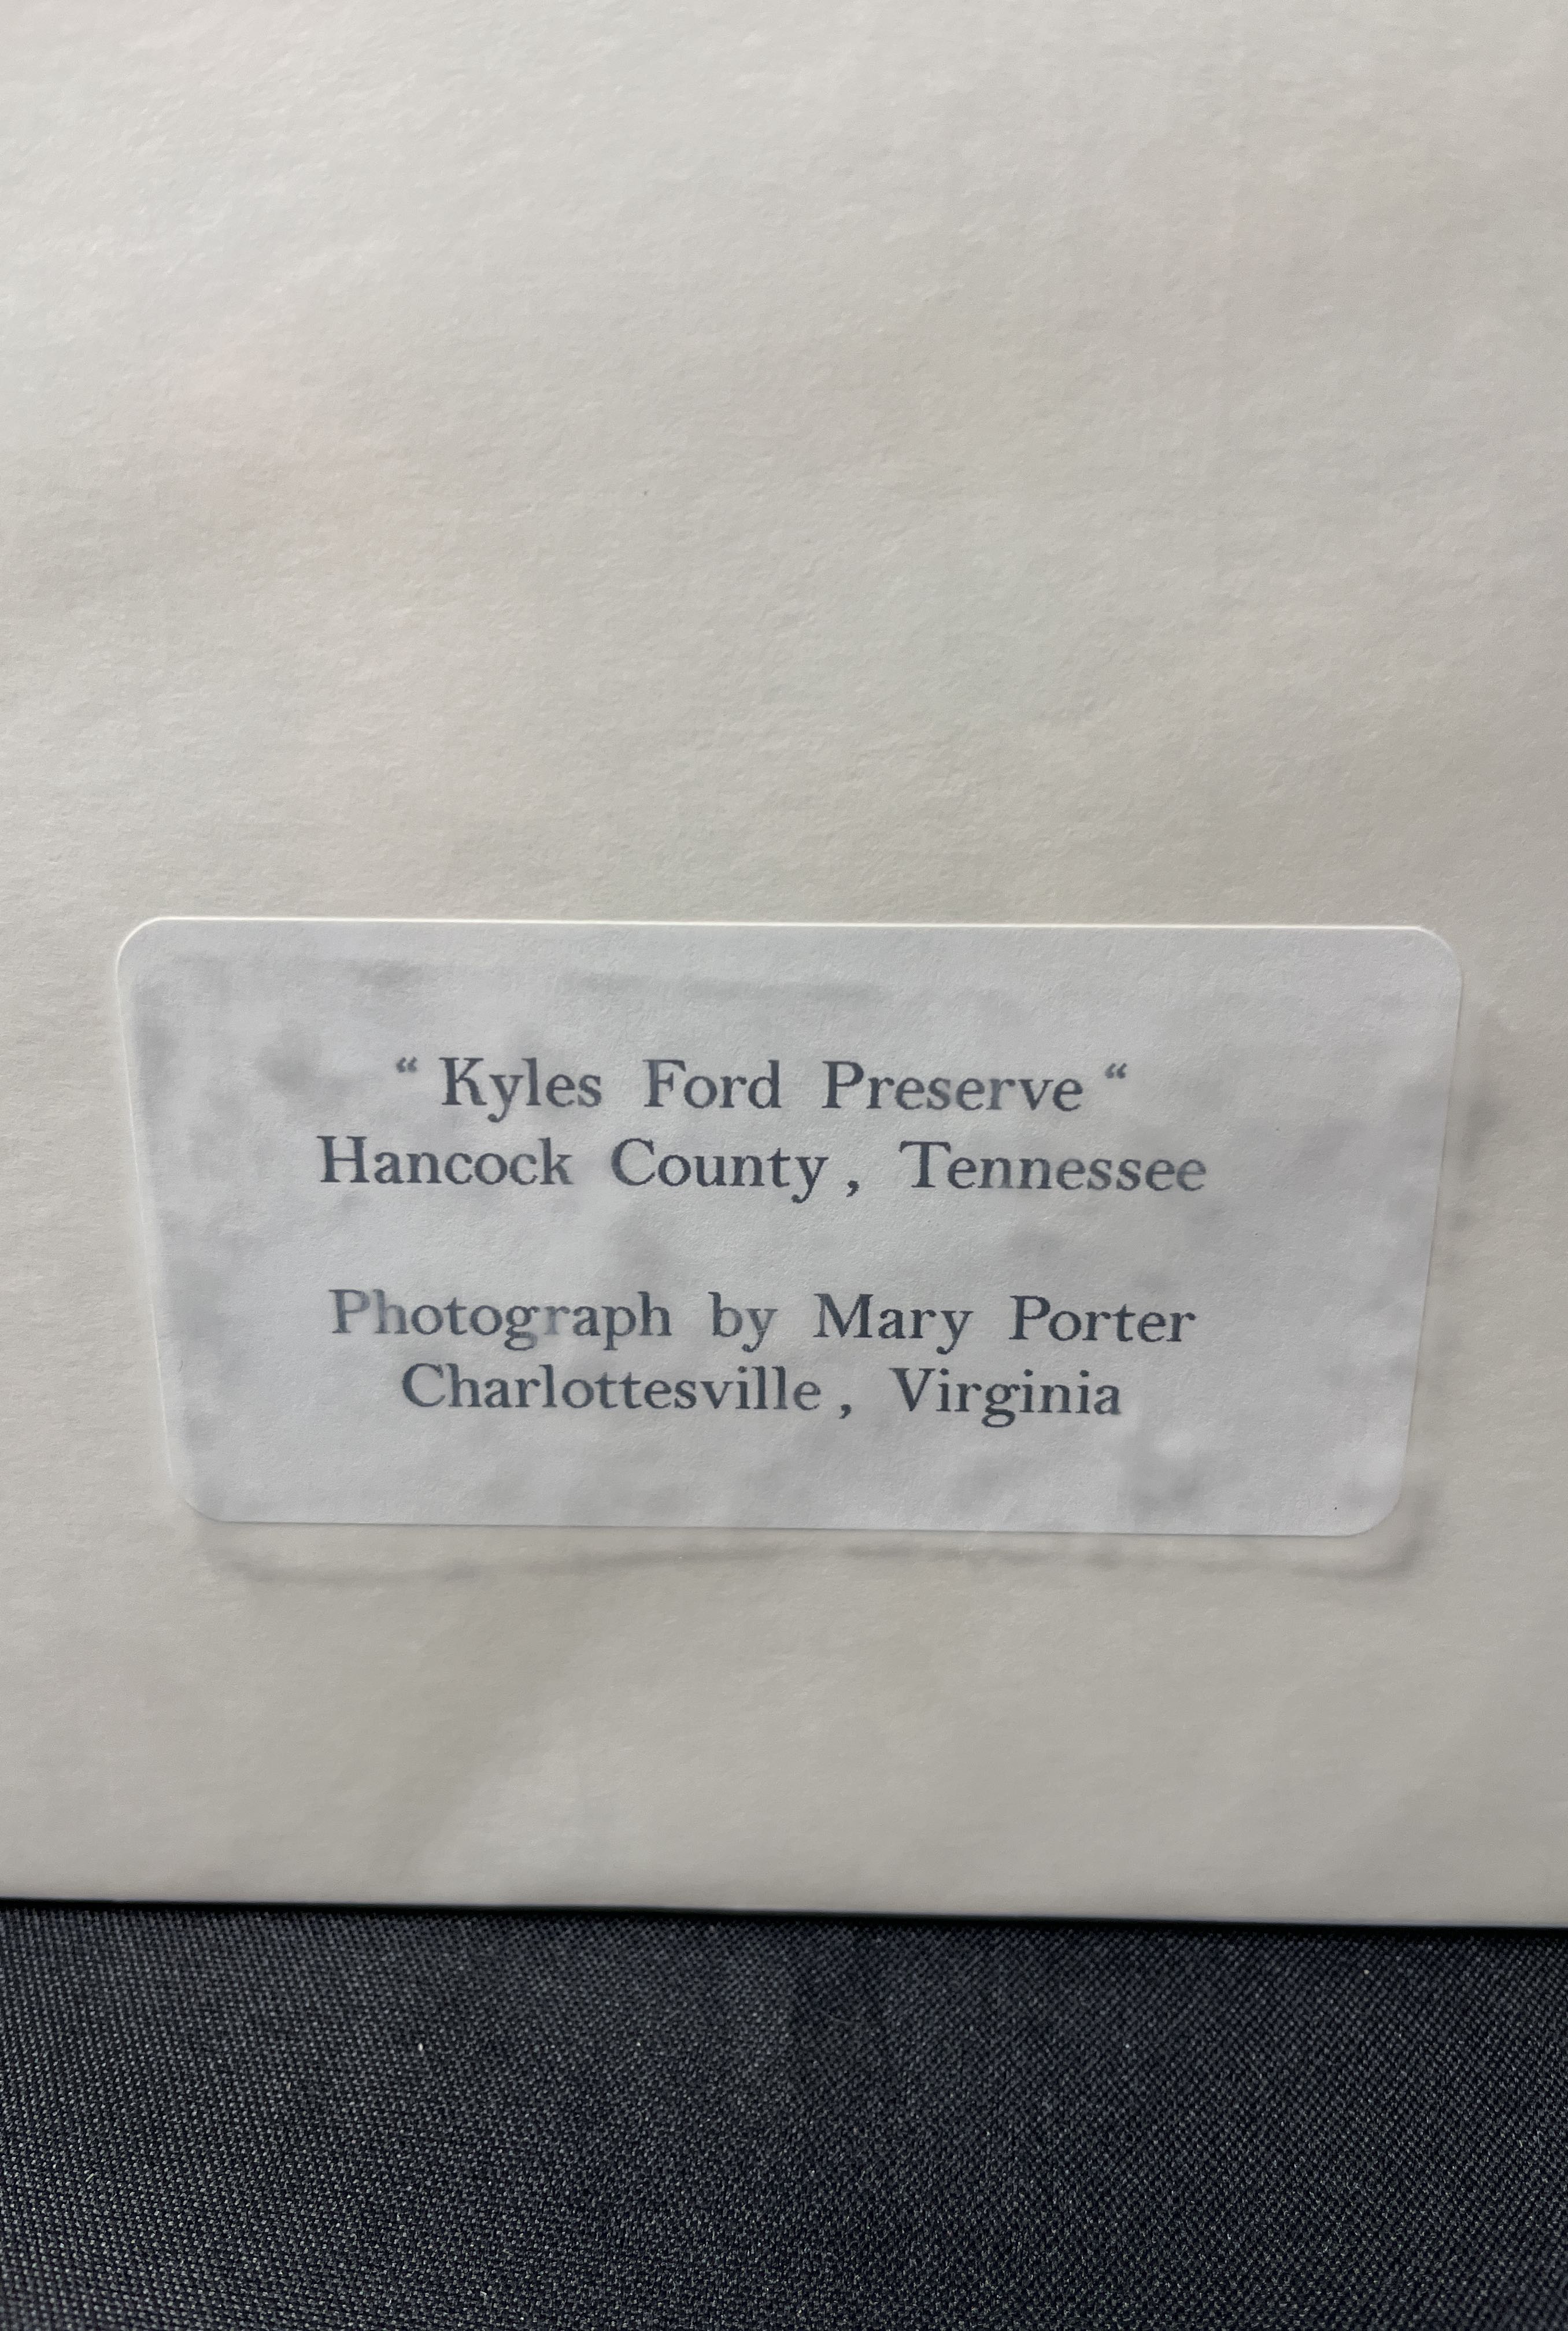 “ Kyles Ford Preserve “
Hancock County , Tennessee
Photograph by Mary Porter
Charlottesville , Virginia